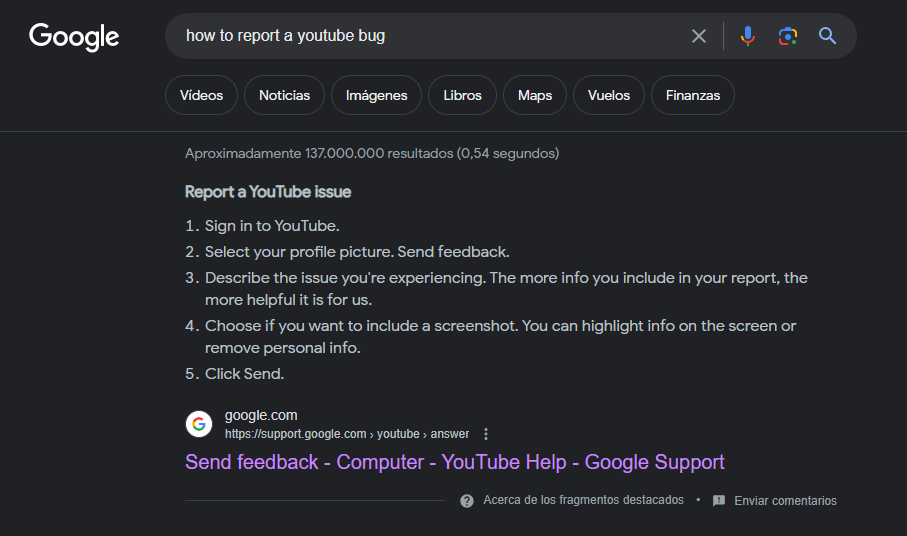 Google
how to report a youtube bug
Vídeos
Noticias
Imágenes
Libros
Maps
Vuelos
Finanzas
Aproximadamente 137.000.000 resultados (0,54 segundos)
Report a YouTube issue
1. Sign in to YouTube.
2. Select your profile picture. Send feedback.
3. Describe the issue you're experiencing. The more info you include in your report, the
more helpful it is for us.
4. Choose if you want to include a screenshot. You can highlight info on the screen or
remove personal info.
5. Click Send.
google.com
https://support.google.com › youtube › answer
Send feedback - Computer - YouTube Help - Google Support
Acerca de los fragmentos destacados • Enviar comentarios